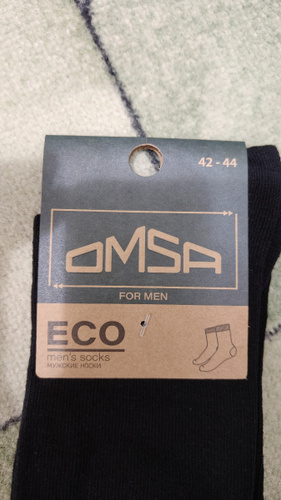 42 - 44
OMSA
FOR MEN
ECO
men's socks
МУЖСКИЕ НОСКИ